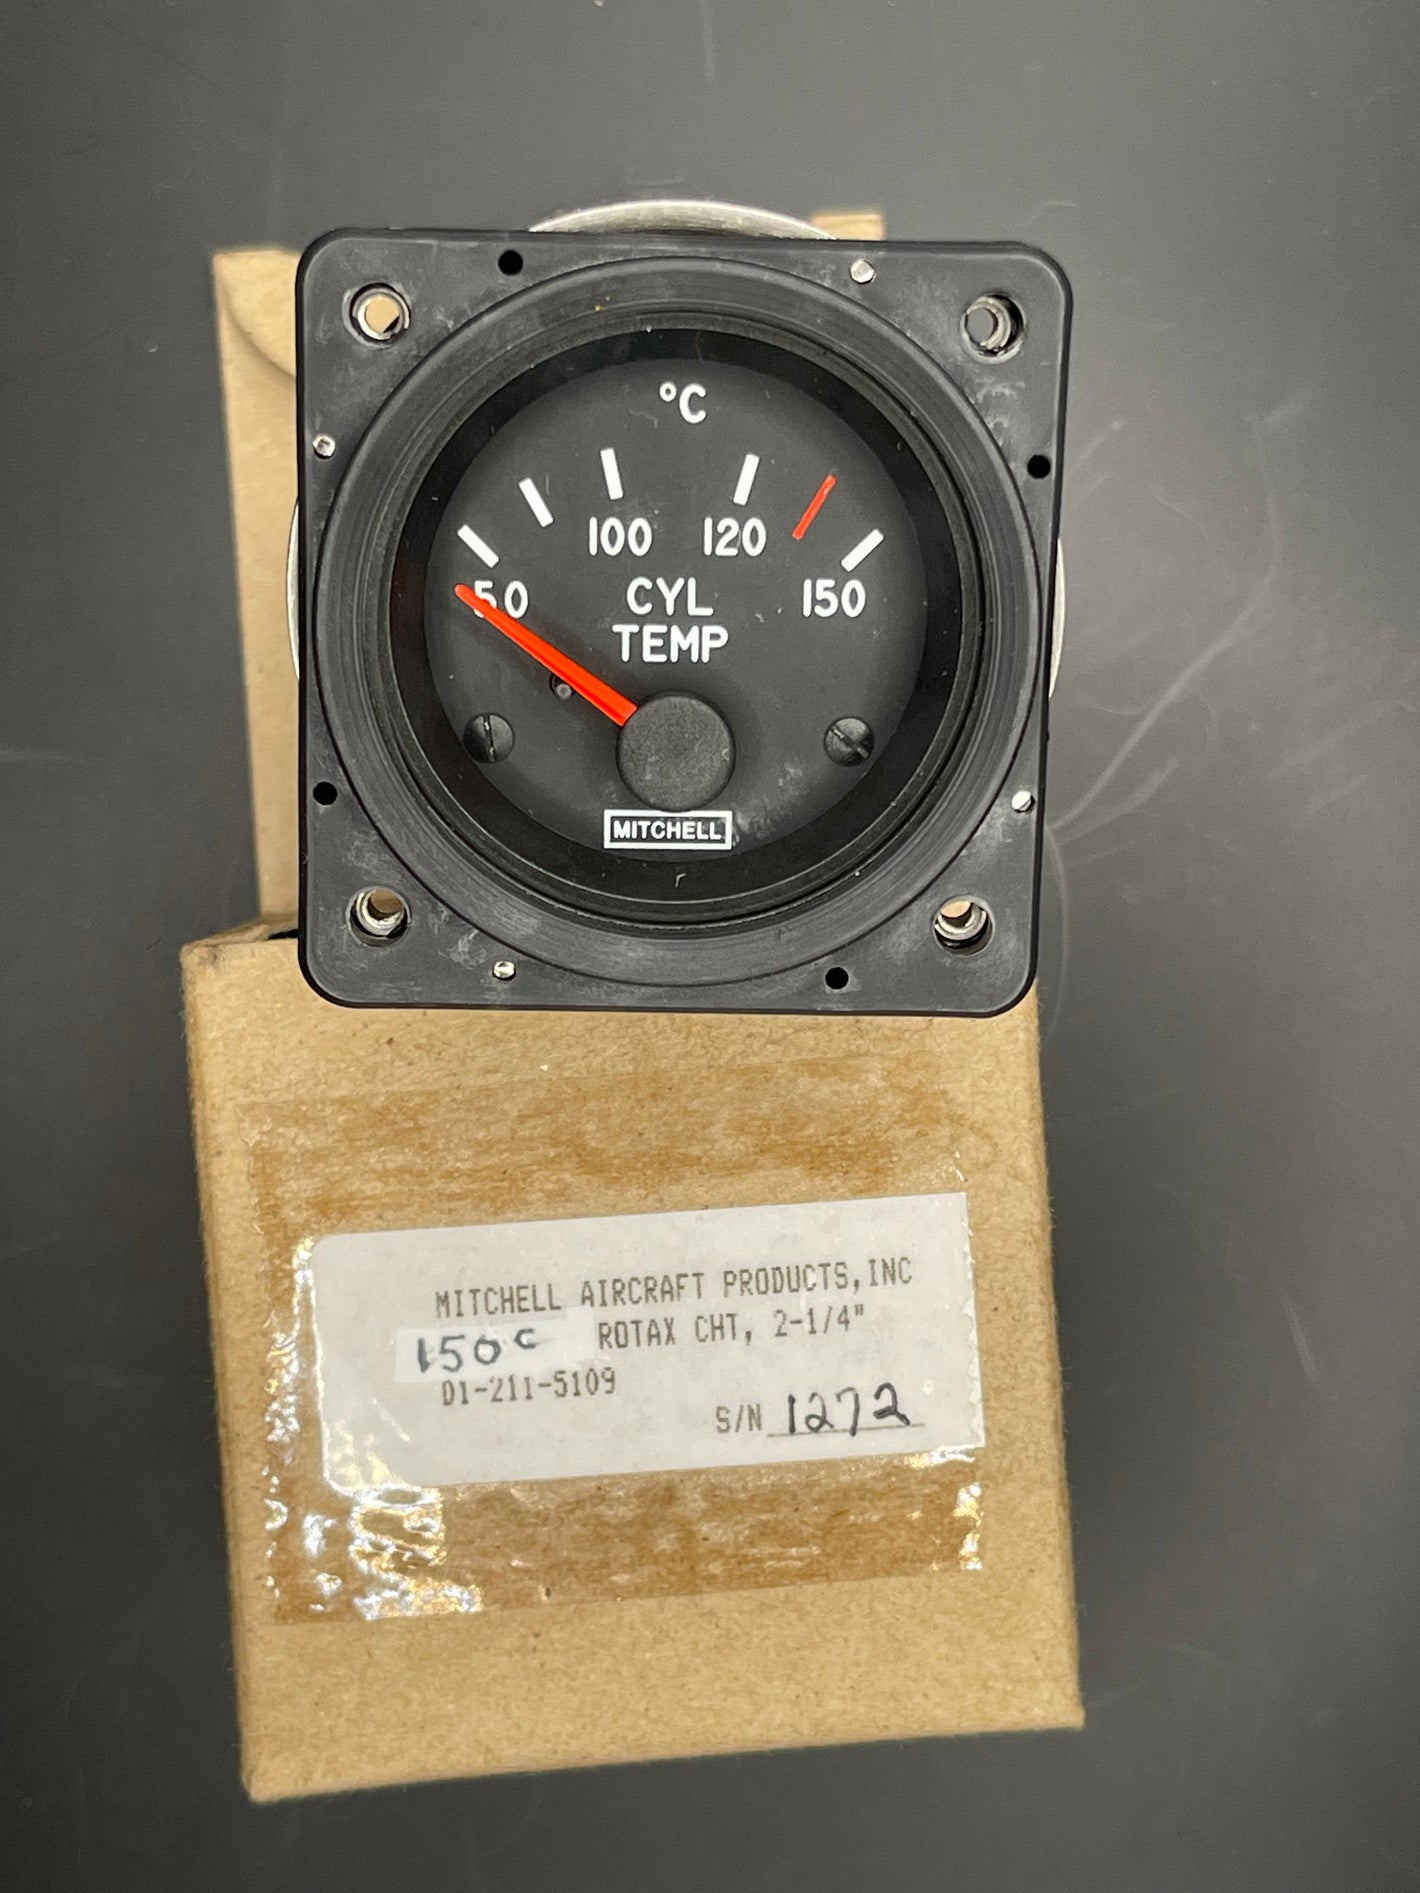 °C
50 100 120 150
CYL
TEMP
MITCHELL
MITCHELL AIRCRAFT PRODUCTS, INC
150c ROTAX CHT, 2-1/4"
D1-211-5109
S/N 1272